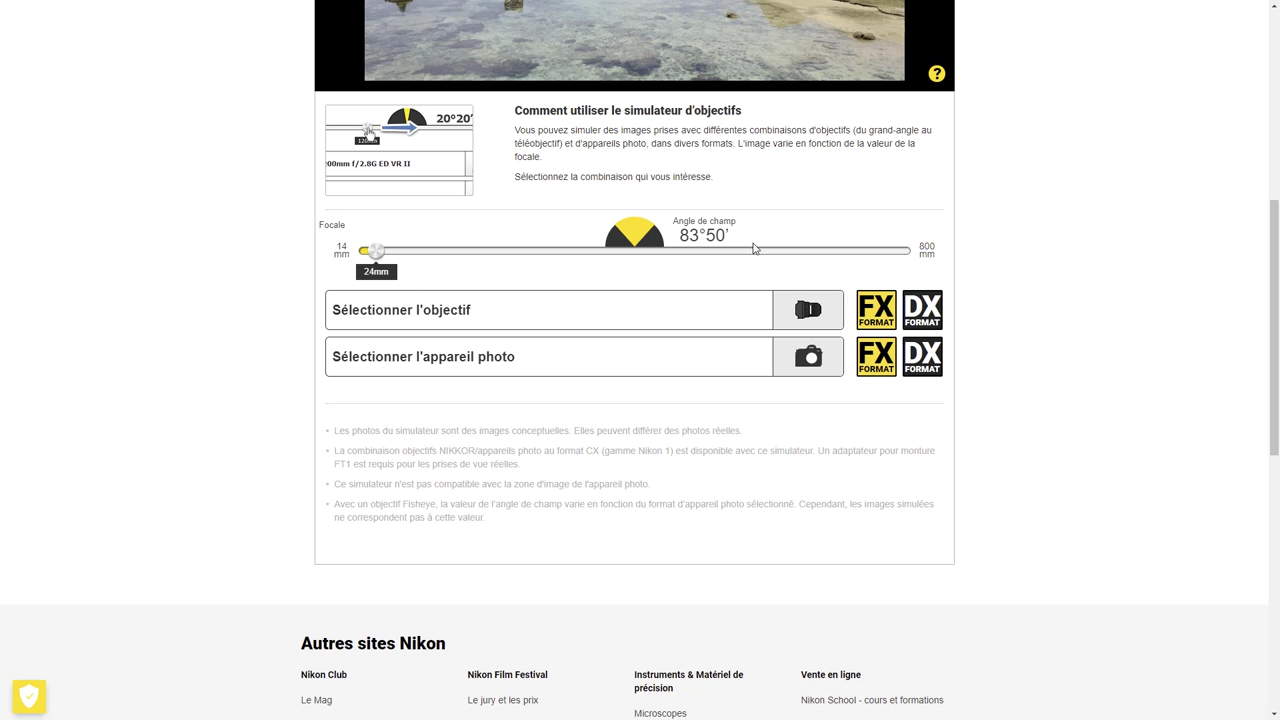 ?
20°20'
120mm
00mm f/2.8G ED VR II
Comment utiliser le simulateur d'objectifs
Vous pouvez simuler des images prises avec différentes combinaisons d'objectifs (du grand-angle au
téléobjectif) et d'appareils photo, dans divers formats. L'image varie en fonction de la valeur de la
focale.
Sélectionnez la combinaison qui vous intéresse.
Focale
Angle de champ
83°50'
14
mm
800
mm
24mm
Sélectionner l'objectif
FX
FORMAT
DX
FORMAT
Sélectionner l'appareil photo
FX
FORMAT
DX
FORMAT
• Les photos du simulateur sont des images conceptuelles. Elles peuvent différer des photos réelles.
• La combinaison objectifs NIKKOR/appareils photo au format CX (gamme Nikon 1) est disponible avec ce simulateur. Un adaptateur pour monture
FT1 est requis pour les prises de vue réelles.
• Ce simulateur n'est pas compatible avec la zone d'image de l'appareil photo.
• Avec un objectif Fisheye, la valeur de l'angle de champ varie en fonction du format d'appareil photo sélectionné. Cependant, les images simulées
ne correspondent pas à cette valeur.
Autres sites Nikon
Nikon Club
Le Mag
Nikon Film Festival
Le jury et les prix
Instruments & Matériel de
précision
Microscopes
Vente en ligne
Nikon School - cours et formations